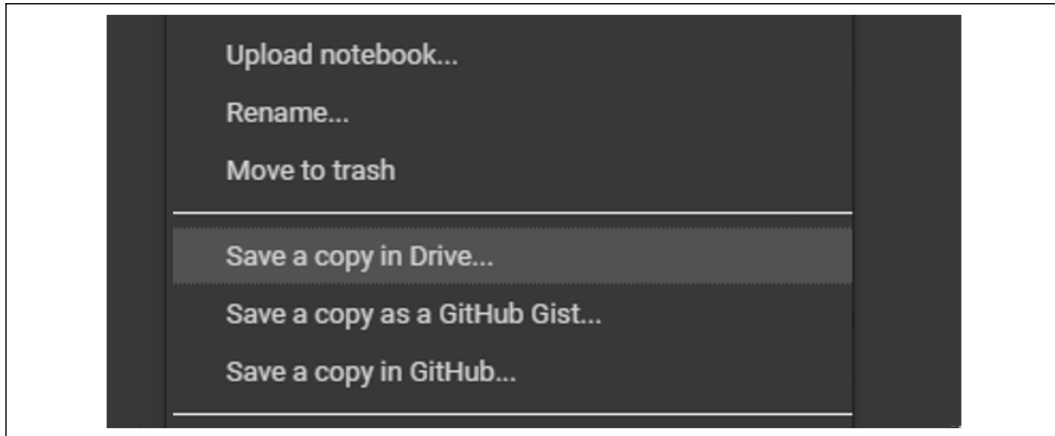 Upload notebook...
Rename...
Move to trash
Save a copy in Drive...
Save a copy as a GitHub Gist...
Save a copy in GitHub...